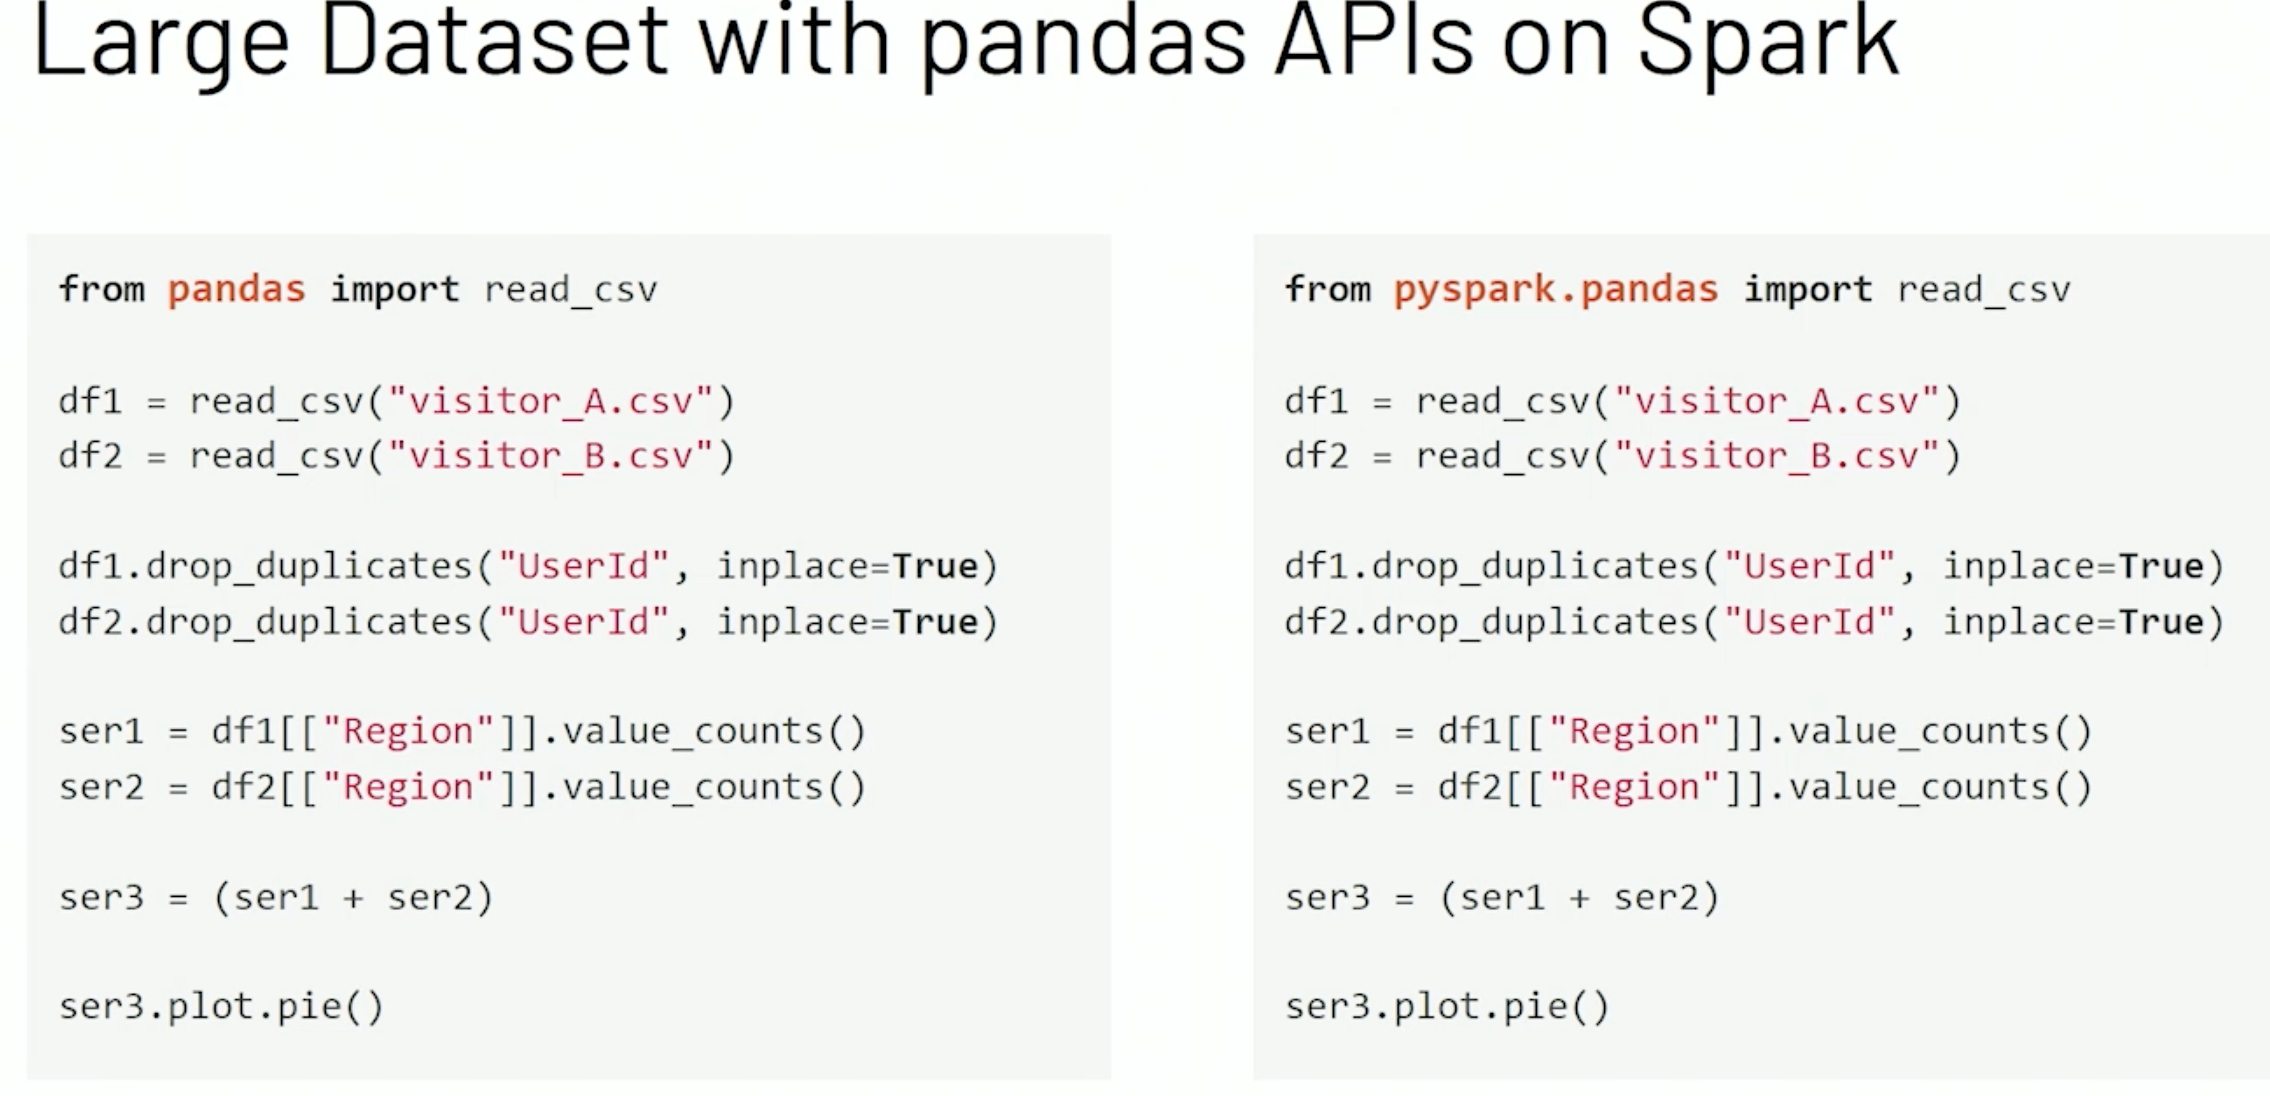 Large Dataset with pandas APIs on Spark
from pandas import read_csv
df1 = read_csv("visitor_A.csv")
df2 = read_csv("visitor_B.csv")
df1.drop_duplicates("UserId", inplace=True)
df2.drop_duplicates("UserId", inplace=True)
ser1 = df1[["Region"]].value_counts()
ser2 = df2[["Region"]].value_counts()
ser3 = (ser1 + ser2)
ser3.plot.pie()
from pyspark.pandas import read_csv
df1 = read_csv("visitor_A.csv")
df2 = read_csv("visitor_B.csv")
df1.drop_duplicates("UserId", inplace=True)
df2.drop_duplicates("UserId", inplace=True)
ser1 = df1[["Region"]].value_counts()
ser2 = df2[["Region"]].value_counts()
ser3 = (ser1 + ser2)
ser3.plot.pie()